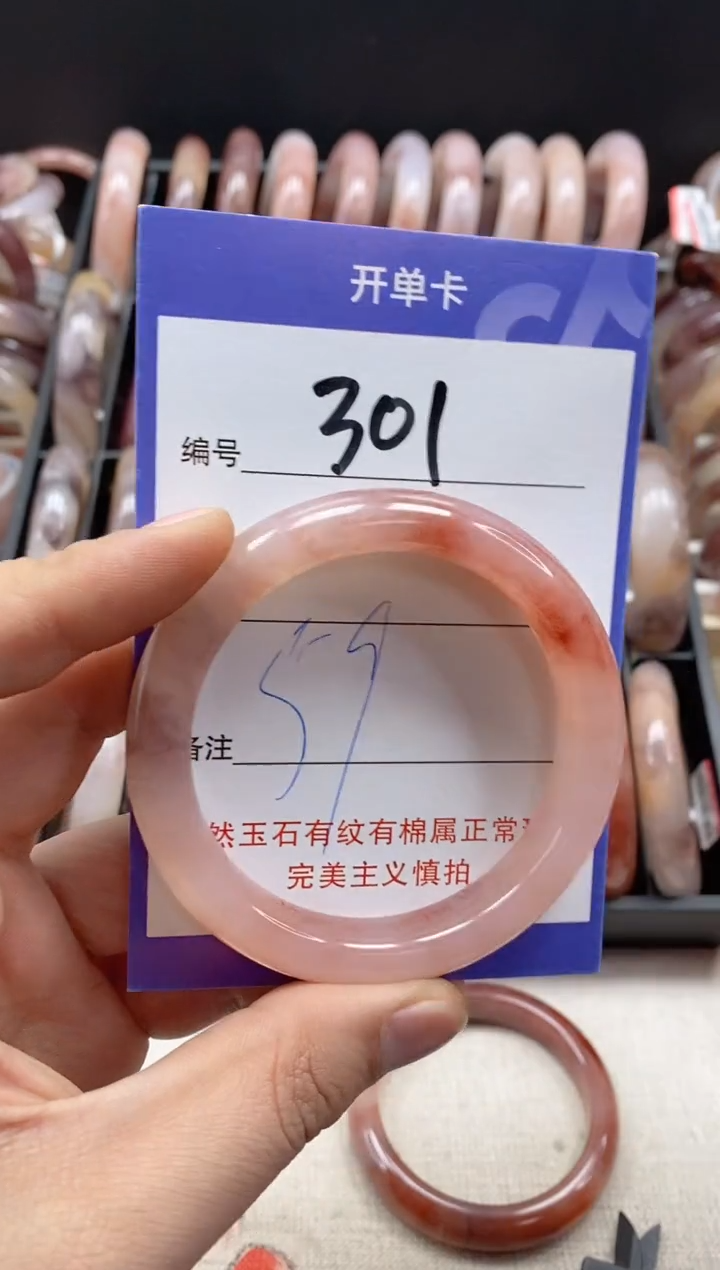 开单卡
编号 301
59
备注
然玉石有纹有棉属正常
完美主义慎拍